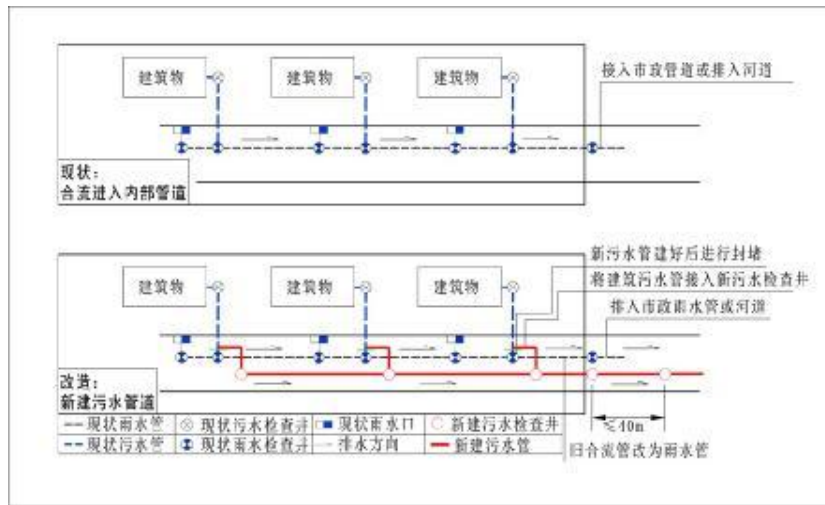 建筑物 建筑物 建筑物
接入市政管道或排入河道
现状：
合流进入内部管道
新污水管建好后进行封堵
将建筑污水管接入新污水检查井
建筑物 建筑物 建筑物
排入市政雨水管或河道
改造：
新建污水管道
≤40m
现状雨水管 现状污水检查井 现状雨水口 新建污水检查井
现状污水管 现状雨水检查井 排水方向 新建污水管
旧合流管改为雨水管